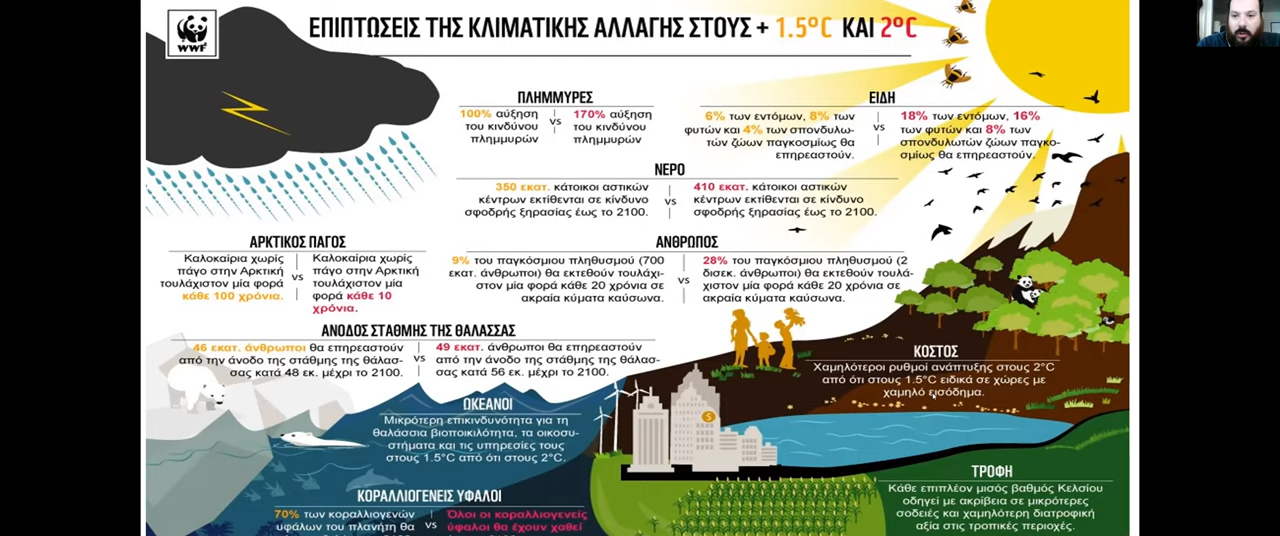 WWF
ΕΠΙΠΤΩΣΕΙΣ ΤΗΣ ΚΛΙΜΑΤΙΚΗΣ ΑΛΛΑΓΗΣ ΣΤΟΥΣ + 1.5°C ΚΑΙ 2°C
ΠΛΗΜΜΥΡΕΣ
100% αύξηση
του κινδύνου
πλημμυρών
vs
170% αύξηση
του κινδύνου
πλημμυρών
ΕΙΔΗ
6% των εντόμων, 8% των
φυτών και 4% των σπονδυλω-
τών ζώων παγκοσμίως θα
επηρεαστούν.
vs
18% των εντόμων, 16%
των φυτών και 8% των
σπονδυλωτών ζώων παγκο-
σμίως θα επηρεαστούν.
ΝΕΡΟ
350 εκατ. κάτοικοι αστικών
κέντρων εκτίθενται σε κίνδυνο
σφοδρής ξηρασίας έως το 2100.
vs
410 εκατ. κάτοικοι αστικών
κέντρων εκτίθενται σε κίνδυνο
σφοδρής ξηρασίας έως το 2100.
ΑΡΚΤΙΚΟΣ ΠΑΓΟΣ
Καλοκαίρια χωρίς
πάγο στην Αρκτική
τουλάχιστον μία φορά
κάθε 100 χρόνια.
vs
Καλοκαίρια χωρίς
πάγο στην Αρκτική
τουλάχιστον μία
φορά κάθε 10
χρόνια.
ΑΝΘΡΩΠΟΣ
9% του παγκόσμιου πληθυσμού (700
εκατ. άνθρωποι) θα εκτεθούν τουλάχι-
στον μία φορά κάθε 20 χρόνια σε
ακραία κύματα καύσωνα.
vs
28% του παγκόσμιου πληθυσμού (2
δισεκ. άνθρωποι) θα εκτεθούν τουλά-
χιστον μία φορά κάθε 20 χρόνια σε
ακραία κύματα καύσωνα.
ΑΝΟΔΟΣ ΣΤΑΘΜΗΣ ΤΗΣ ΘΑΛΑΣΣΑΣ
46 εκατ. άνθρωποι θα επηρεαστούν
από την άνοδο της στάθμης της θάλασ-
σας κατά 48 εκ. μέχρι το 2100.
vs
49 εκατ. άνθρωποι θα επηρεαστούν
από την άνοδο της στάθμης της θάλασ-
σας κατά 56 εκ. μέχρι το 2100.
ΚΟΣΤΟΣ
Χαμηλότεροι ρυθμοί ανάπτυξης στους 2°C
από ότι στους 1.5°C ειδικά σε χώρες με
χαμηλό εισόδημα.
ΩΚΕΑΝΟΙ
Μικρότερη επικινδυνότητα για τη
θαλάσσια βιοποικιλότητα, τα οικοσυ-
στήματα και τις υπηρεσίες τους
στους 1.5°C από ότι στους 2°C.
$
ΤΡΟΦΗ
Κάθε επιπλέον μισός βαθμός Κελσίου
οδηγεί με ακρίβεια σε μικρότερες
σοδειές και χαμηλότερη διατροφική
αξία στις τροπικές περιοχές.
ΚΟΡΑΛΛΙΟΓΕΝΕΙΣ ΥΦΑΛΟΙ
70% των κοραλλιογενών
υφάλων του πλανήτη θα
vs
Όλοι οι κοραλλιογενείς
ύφαλοι θα έχουν χαθεί